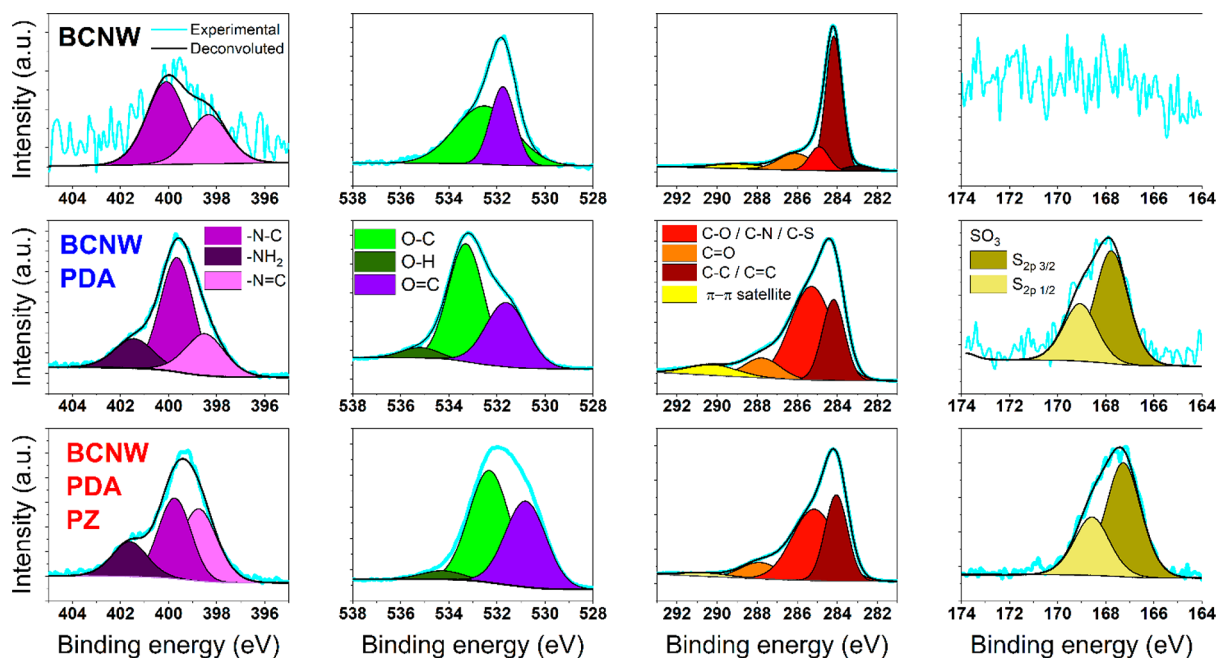 Intensity (a.u.)
BCNW
Experimental
Deconvoluted
404 402 400 398 396
538 536 534 532 530 528
292 290 288 286 284 282
174 172 170 168 166 164
Intensity (a.u.)
BCNW
PDA
-N-C
-NH₂
-N=C
O-C
O-H
O=C
C-O / C-N / C-S
C=O
C-C / C=C
π–π satellite
SO₃
S₂ₚ ₃/₂
S₂ₚ ₁/₂
404 402 400 398 396
538 536 534 532 530 528
292 290 288 286 284 282
174 172 170 168 166 164
Intensity (a.u.)
BCNW
PDA
PZ
404 402 400 398 396
538 536 534 532 530 528
292 290 288 286 284 282
174 172 170 168 166 164
Binding energy (eV) Binding energy (eV) Binding energy (eV) Binding energy (eV)